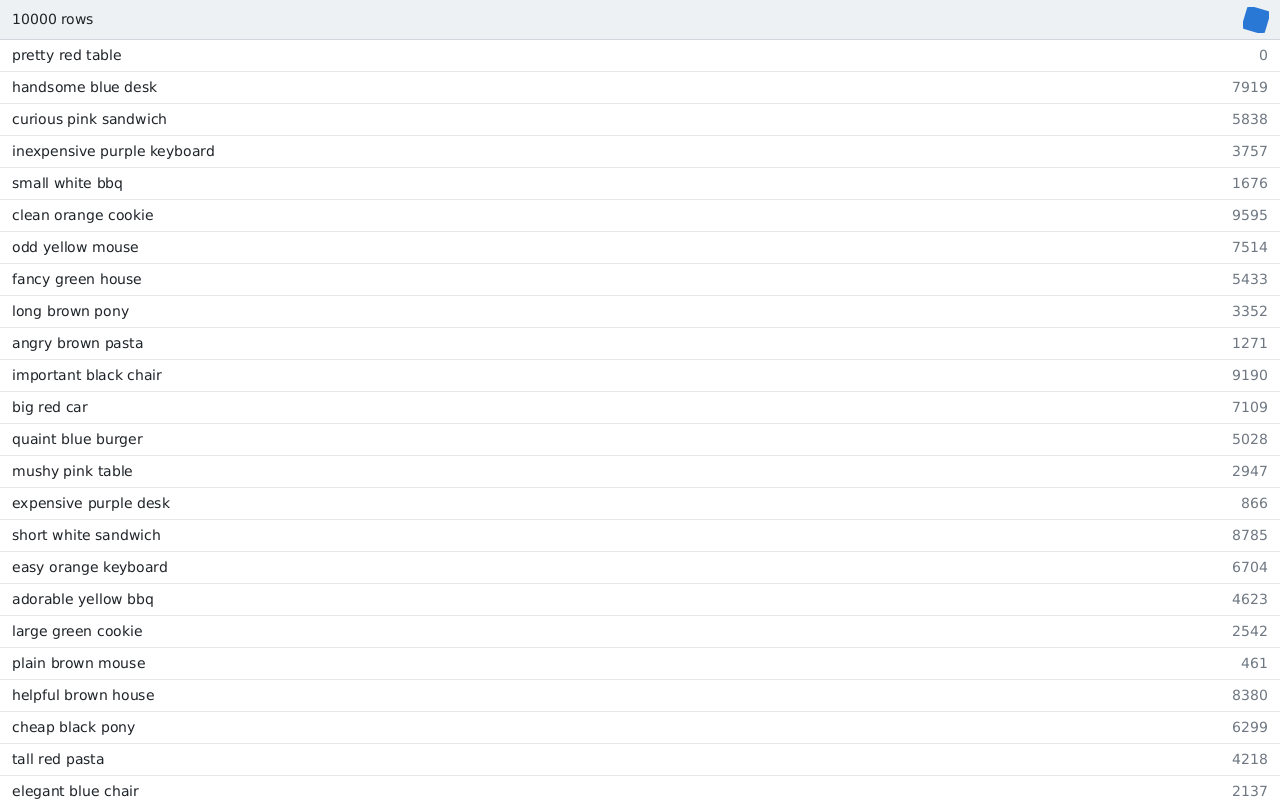 10000 rows
pretty red table 0
handsome blue desk 7919
curious pink sandwich 5838
inexpensive purple keyboard 3757
small white bbq 1676
clean orange cookie 9595
odd yellow mouse 7514
fancy green house 5433
long brown pony 3352
angry brown pasta 1271
important black chair 9190
big red car 7109
quaint blue burger 5028
mushy pink table 2947
expensive purple desk 866
short white sandwich 8785
easy orange keyboard 6704
adorable yellow bbq 4623
large green cookie 2542
plain brown mouse 461
helpful brown house 8380
cheap black pony 6299
tall red pasta 4218
elegant blue chair 2137